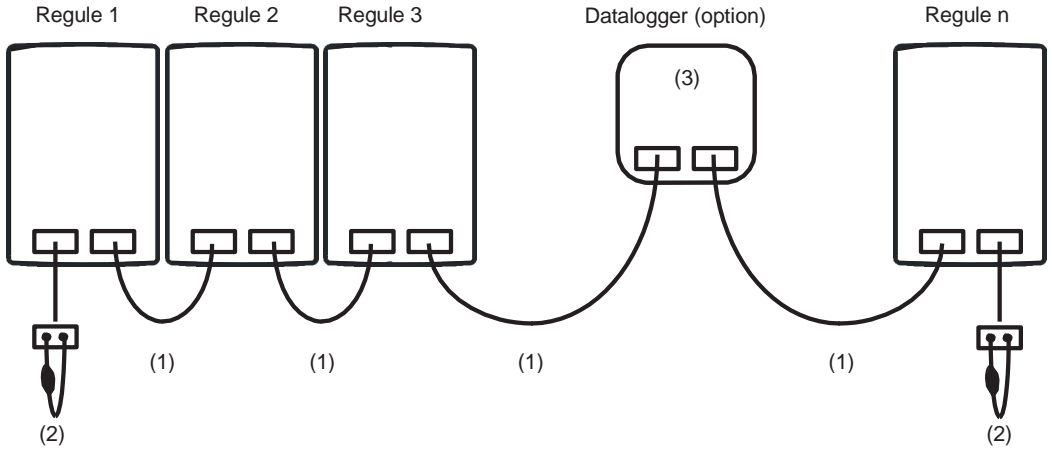 Regule 1 Regule 2 Regule 3 Datalogger (option) Regule n
(3)
(1) (1) (1) (1)
(2) (2)